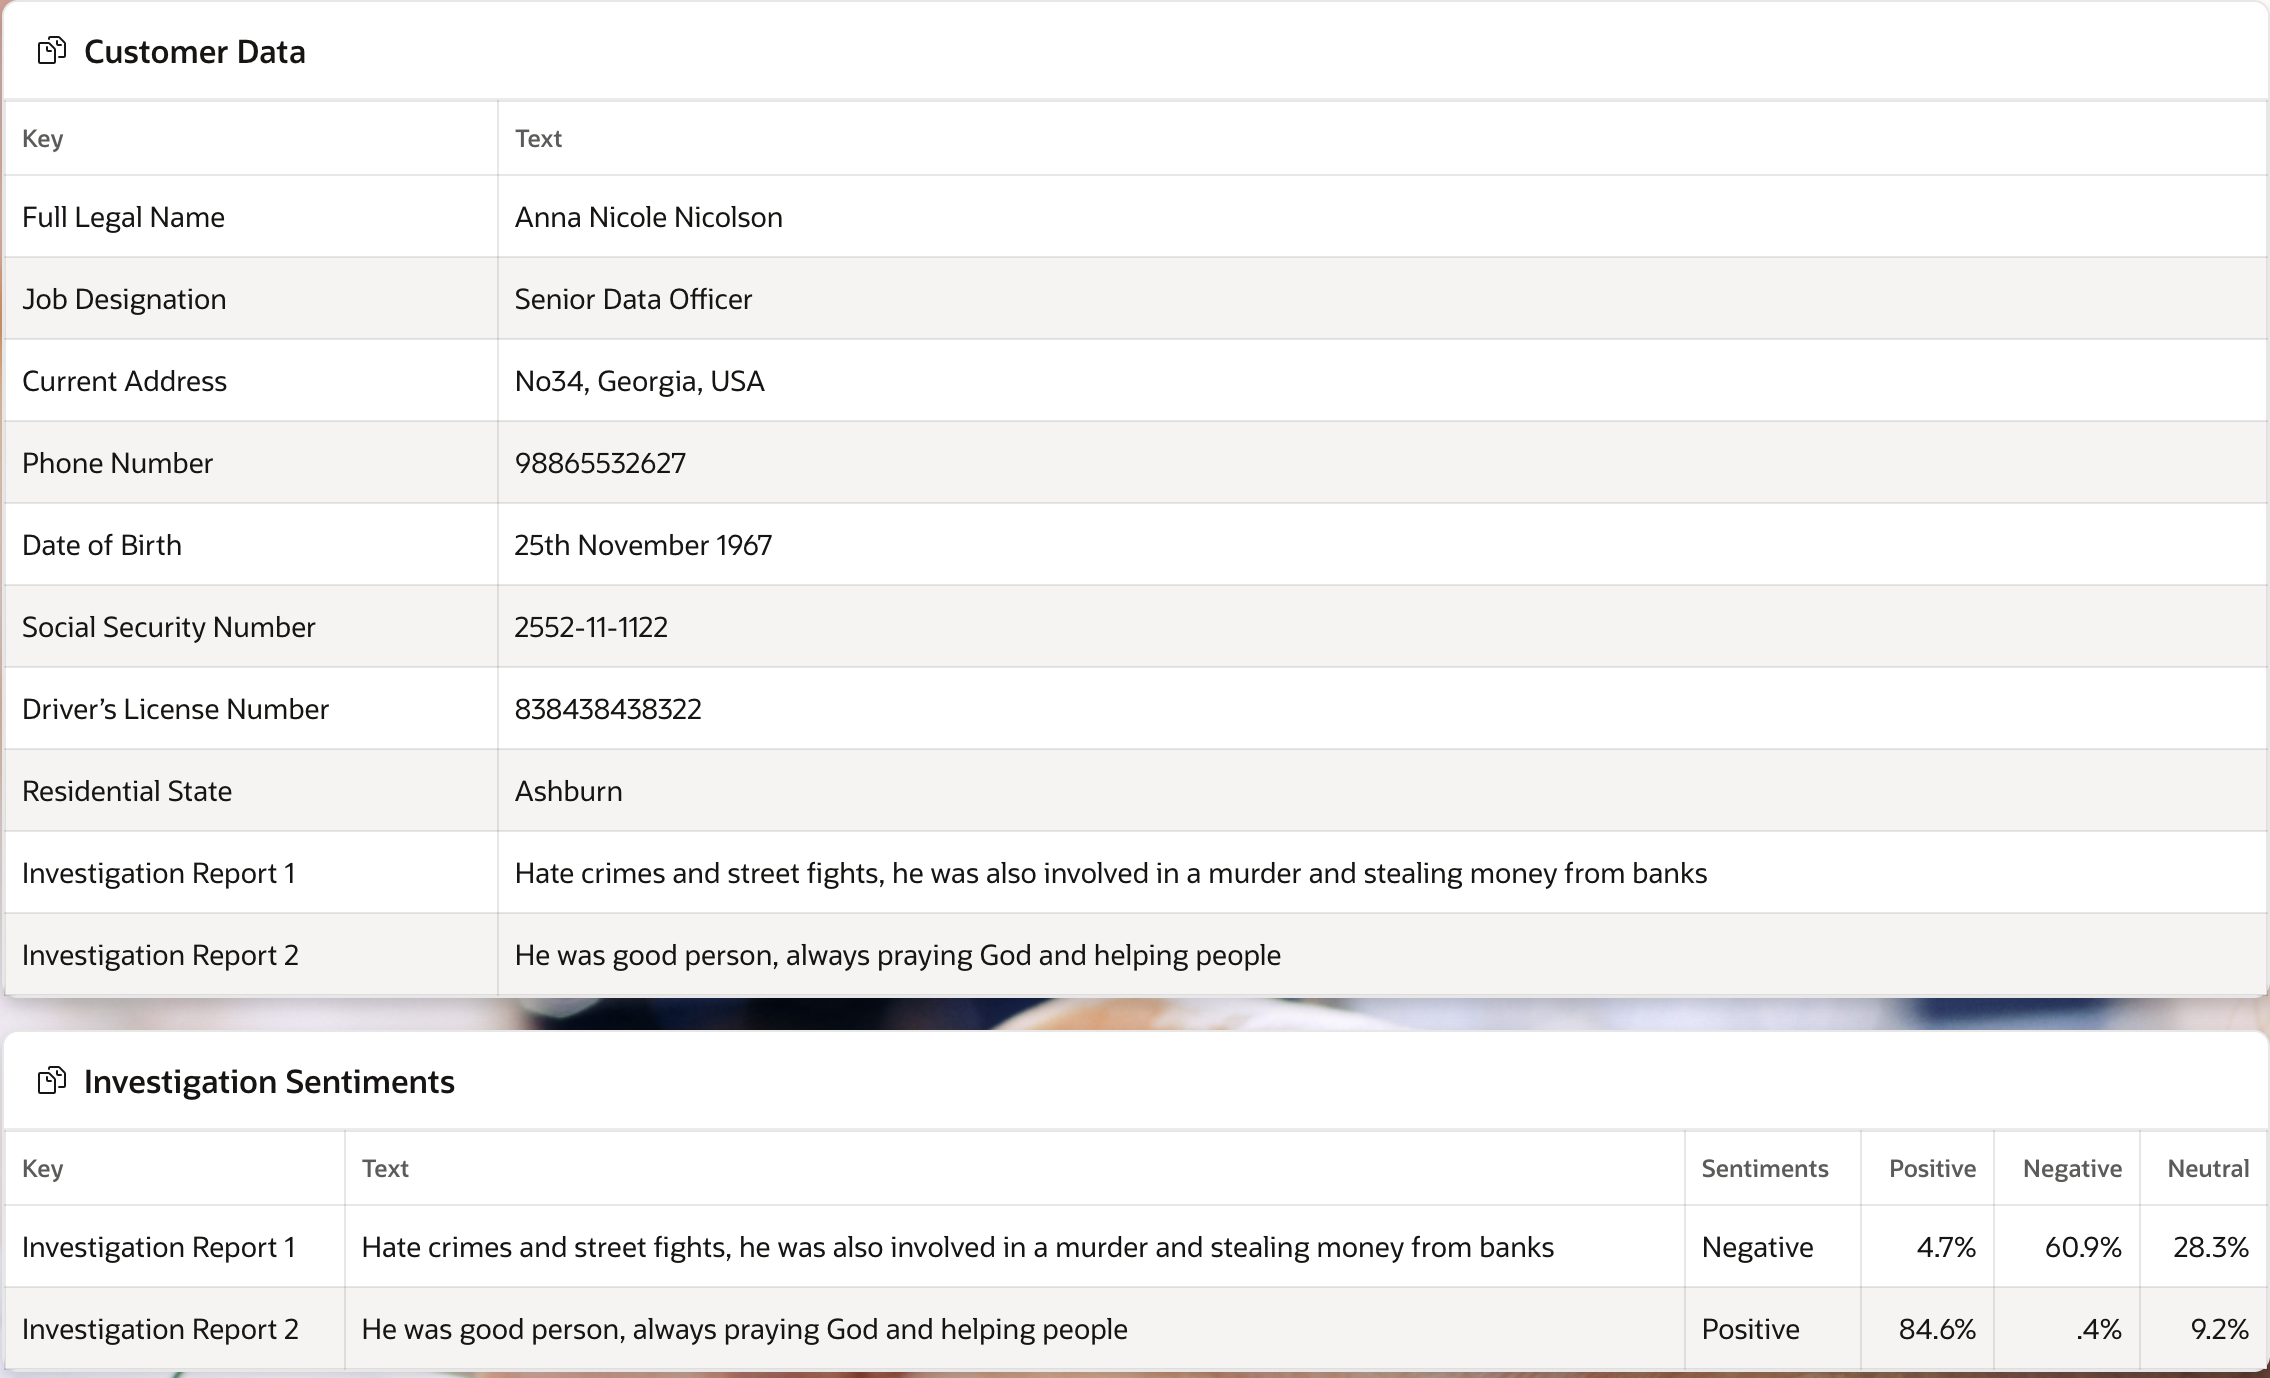 Customer Data
Key Text
Full Legal Name Anna Nicole Nicolson
Job Designation Senior Data Officer
Current Address No34, Georgia, USA
Phone Number 98865532627
Date of Birth 25th November 1967
Social Security Number 2552-11-1122
Driver’s License Number 838438438322
Residential State Ashburn
Investigation Report 1 Hate crimes and street fights, he was also involved in a murder and stealing money from banks
Investigation Report 2 He was good person, always praying God and helping people
Investigation Sentiments
Key Text Sentiments Positive Negative Neutral
Investigation Report 1 Hate crimes and street fights, he was also involved in a murder and stealing money from banks Negative 4.7% 60.9% 28.3%
Investigation Report 2 He was good person, always praying God and helping people Positive 84.6% .4% 9.2%